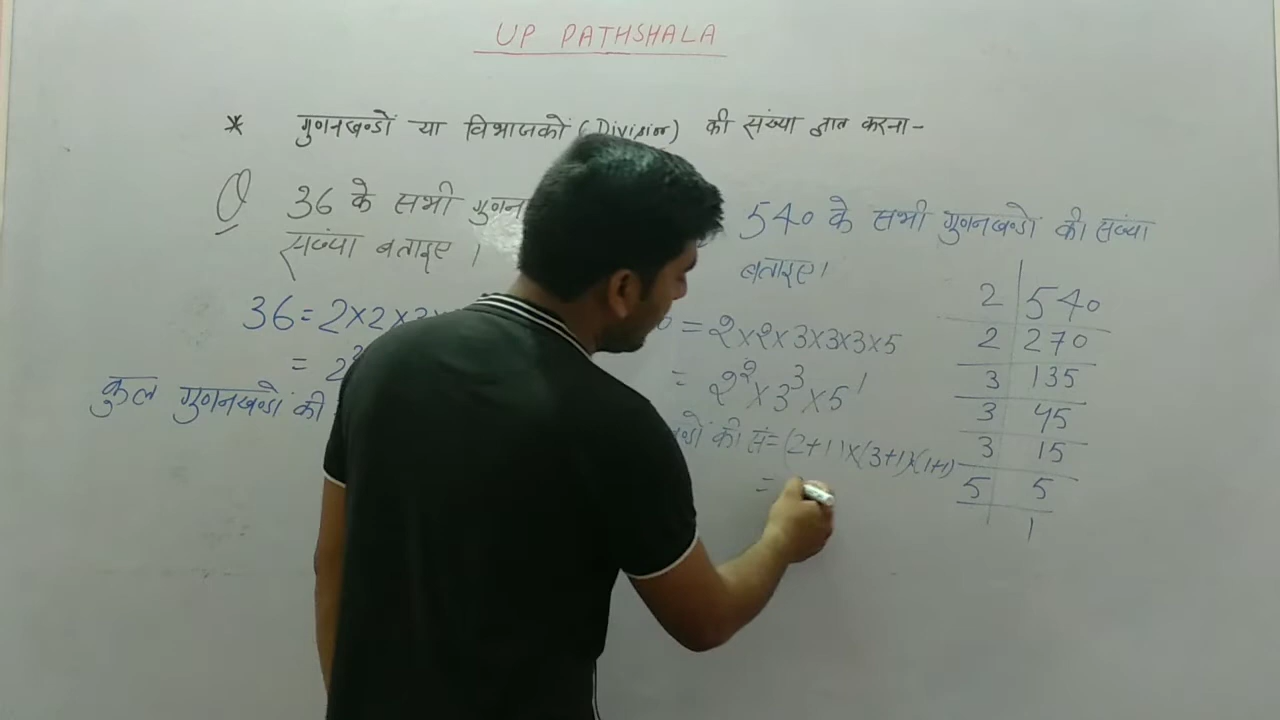 UP PATHSHALA
* गुणनखण्डों या विभाजकों (Division) की संख्या ज्ञात करना -
Q 36 के सभी गुणन
संख्या बताइए ।
36 = 2×2×3
= 2²
कुल गुणनखण्डों की
540 के सभी गुणनखण्डों की संख्या
बताइए।
= 2×2×3×3×3×5
= 2² × 3³ × 5¹
की सं = (2+1)×(3+1)×(1+1)
=
2 | 540
2 | 270
3 | 135
3 | 45
3 | 15
5 | 5
1